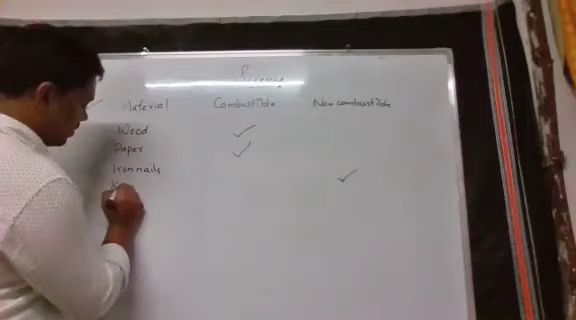 Material Combustible Non combustible
Wood ✓
Paper ✓
Iron nails ✓
K